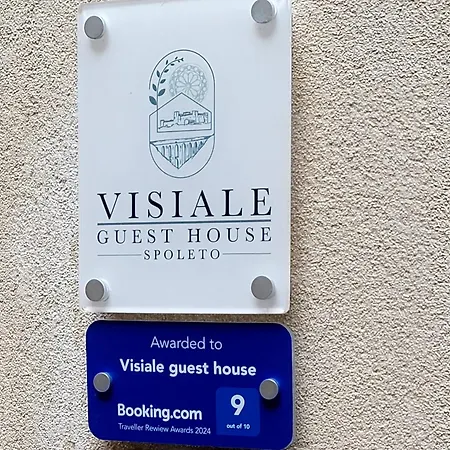 VISIALE
GUEST HOUSE
SPOLETO
Awarded to
Visiale guest house
Booking.com
Traveller Review Awards 2024
9
out of 10